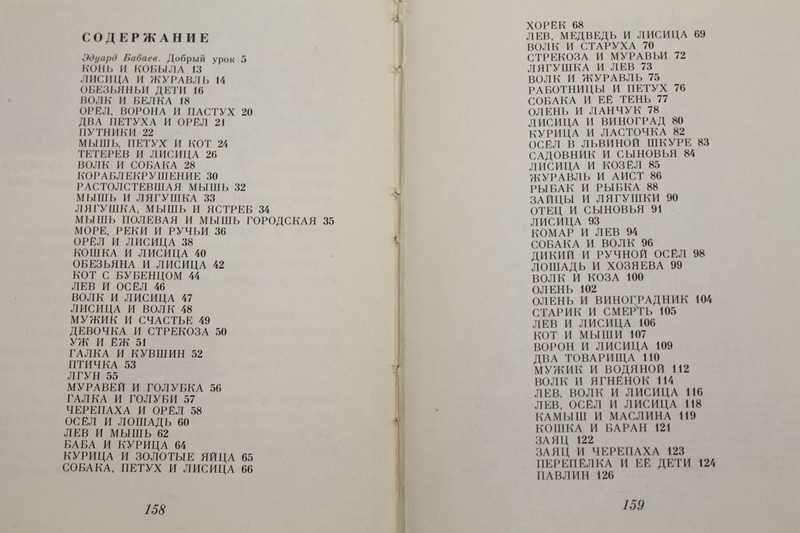 СОДЕРЖАНИЕ
Эдуард Бабаев. Добрый урок 5
КОНЬ И КОБЫЛА 13
ЛИСИЦА И ЖУРАВЛЬ 14
ОБЕЗЬЯНЬИ ДЕТИ 16
ВОЛК И БЕЛКА 18
ОРЁЛ, ВОРОНА И ПАСТУХ 20
ДВА ПЕТУХА И ОРЁЛ 21
ПУТНИКИ 22
МЫШЬ, ПЕТУХ И КОТ 24
ТЕТЕРЕВ И ЛИСИЦА 26
ВОЛК И СОБАКА 28
КОРАБЛЕКРУШЕНИЕ 30
РАСТОЛСТЕВШАЯ МЫШЬ 32
МЫШЬ И ЛЯГУШКА 33
ЛЯГУШКА, МЫШЬ И ЯСТРЕБ 34
МЫШЬ ПОЛЕВАЯ И МЫШЬ ГОРОДСКАЯ 35
МОРЕ, РЕКИ И РУЧЬИ 36
ОРЁЛ И ЛИСИЦА 38
КОШКА И ЛИСИЦА 40
ОБЕЗЬЯНА И ЛИСИЦА 42
КОТ С БУБЕНЦОМ 44
ЛЕВ И ОСЁЛ 46
ВОЛК И ЛИСИЦА 47
ЛИСИЦА И ВОЛК 48
МУЖИК И СЧАСТЬЕ 49
ДЕВОЧКА И СТРЕКОЗА 50
УЖ И ЁЖ 51
ГАЛКА И КУВШИН 52
ПТИЧКА 53
ЛГУН 55
МУРАВЕЙ И ГОЛУБКА 56
ГАЛКА И ГОЛУБИ 57
ЧЕРЕПАХА И ОРЁЛ 58
ОСЁЛ И ЛОШАДЬ 60
ЛЕВ И МЫШЬ 62
БАБА И КУРИЦА 64
КУРИЦА И ЗОЛОТЫЕ ЯЙЦА 65
СОБАКА, ПЕТУХ И ЛИСИЦА 66
158
ХОРЁК 68
ЛЕВ, МЕДВЕДЬ И ЛИСИЦА 69
ВОЛК И СТАРУХА 70
СТРЕКОЗА И МУРАВЬИ 72
ЛЯГУШКА И ЛЕВ 73
ВОЛК И ЖУРАВЛЬ 75
РАБОТНИЦЫ И ПЕТУХ 76
СОБАКА И ЕЁ ТЕНЬ 77
ОЛЕНЬ И ЛАНЧУК 78
ЛИСИЦА И ВИНОГРАД 80
КУРИЦА И ЛАСТОЧКА 82
ОСЁЛ В ЛЬВИНОЙ ШКУРЕ 83
САДОВНИК И СЫНОВЬЯ 84
ЛИСИЦА И КОЗЁЛ 85
ЖУРАВЛЬ И АИСТ 86
РЫБАК И РЫБКА 88
ЗАЙЦЫ И ЛЯГУШКИ 90
ОТЕЦ И СЫНОВЬЯ 91
ЛИСИЦА 93
КОМАР И ЛЕВ 94
СОБАКА И ВОЛК 96
ДИКИЙ И РУЧНОЙ ОСЁЛ 98
ЛОШАДЬ И ХОЗЯЕВА 99
ВОЛК И КОЗА 100
ОЛЕНЬ 102
ОЛЕНЬ И ВИНОГРАДНИК 104
СТАРИК И СМЕРТЬ 105
ЛЕВ И ЛИСИЦА 106
КОТ И МЫШИ 107
ВОРОН И ЛИСИЦА 109
ДВА ТОВАРИЩА 110
МУЖИК И ВОДЯНОЙ 112
ВОЛК И ЯГНЁНОК 114
ЛЕВ, ВОЛК И ЛИСИЦА 116
ЛЕВ, ОСЁЛ И ЛИСИЦА 118
КАМЫШ И МАСЛИНА 119
КОШКА И БАРАН 121
ЗАЯЦ 122
ЗАЯЦ И ЧЕРЕПАХА 123
ПЕРЕПЁЛКА И ЕЁ ДЕТИ 124
ПАВЛИН 126
159